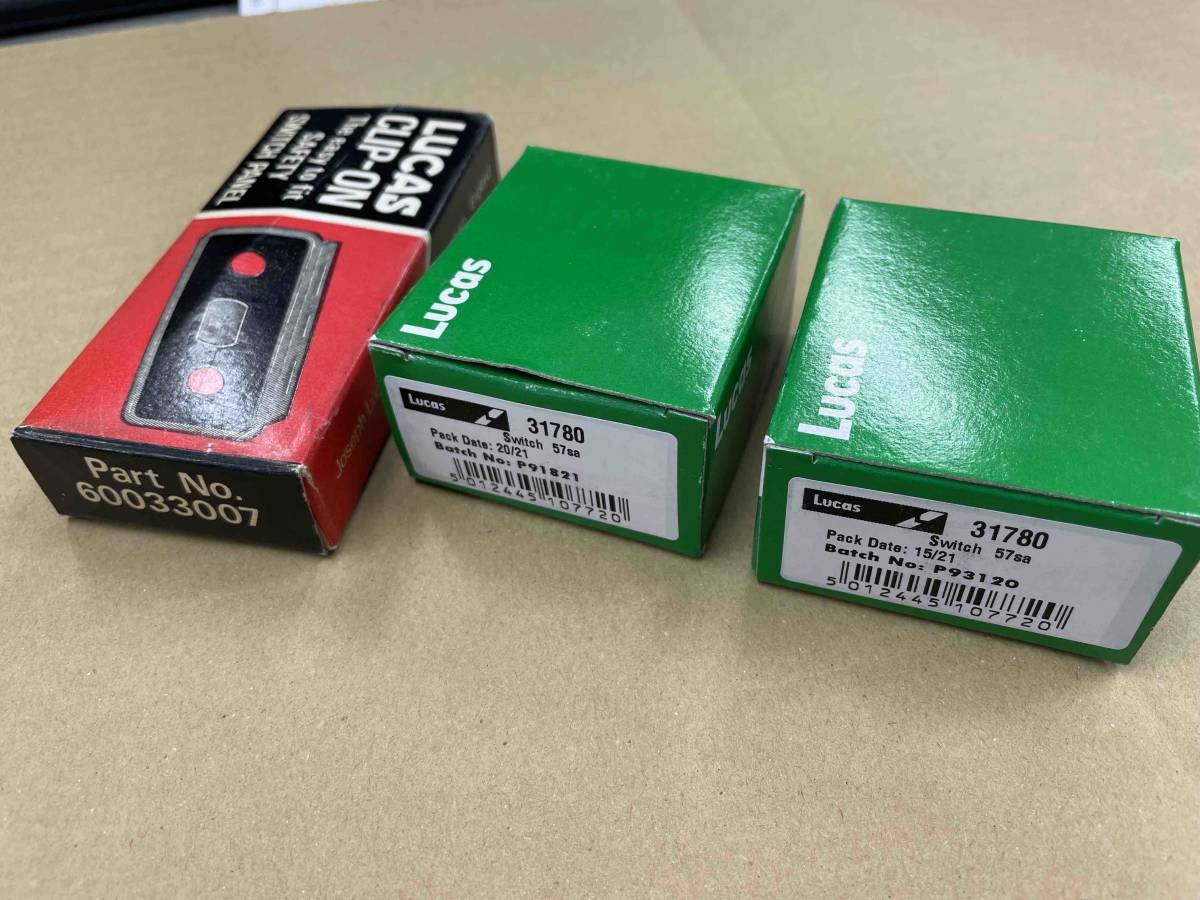 LUCAS
CLIP-ON
The easy to fit
SAFETY
SWITCH PANEL
Part No.
60033007
Joseph
Lucas
Lucas
Lucas
31780
Switch 57sa
Pack Date: 20/21
Batch No: P91821
5 012445 107720
Lucas
Lucas
31780
Switch 57sa
Pack Date: 15/21
Batch No: P93120
5 012445 107720